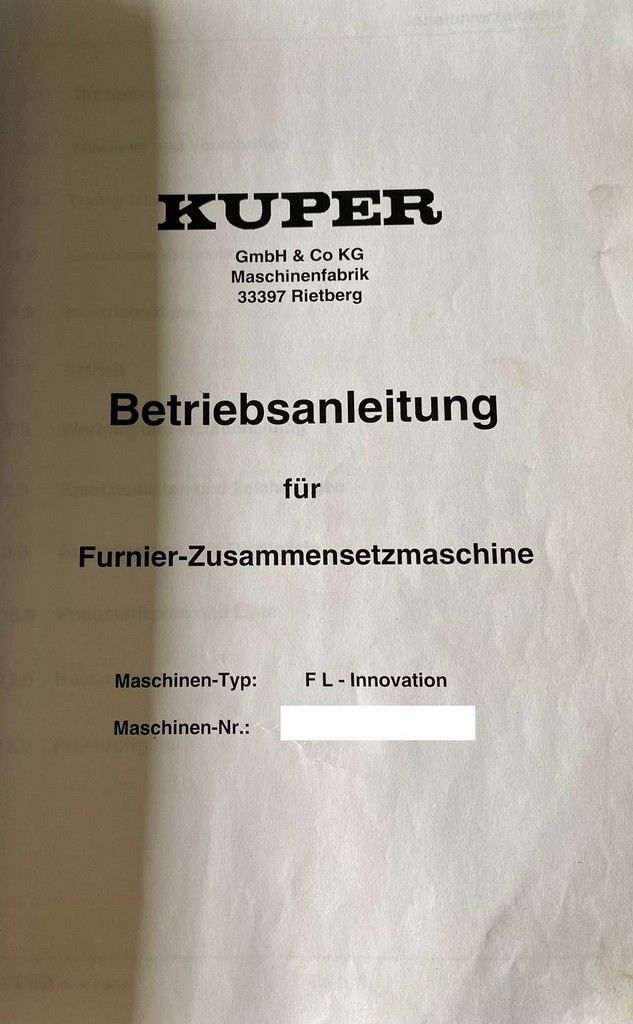 KUPER
GmbH & Co KG
Maschinenfabrik
33397 Rietberg
Betriebsanleitung
für
Furnier-Zusammensetzmaschine
Maschinen-Typ: F L - Innovation
Maschinen-Nr.: